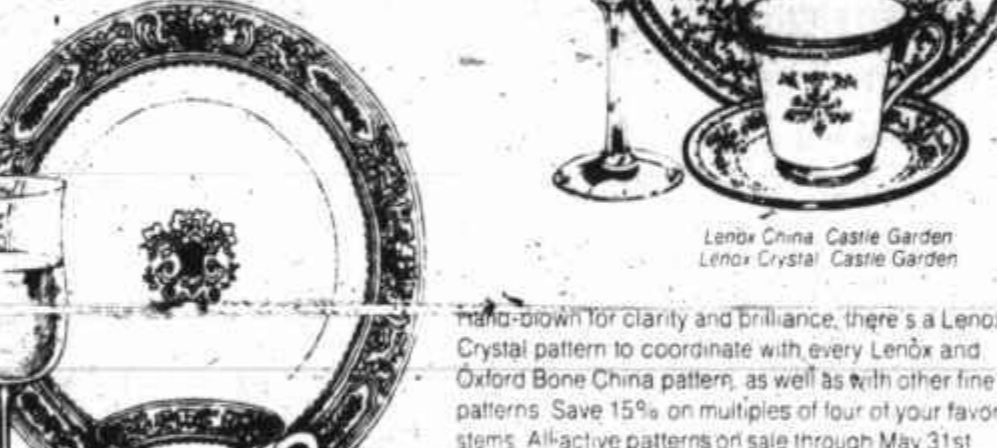 Lenox China Castle Garden
Lenox Crystal Castle Garden
Hand-blown for clarity and brilliance, there s a Lenox
Crystal pattern to coordinate with every Lenox and
Oxford Bone China pattern, as well as with other fine
patterns. Save 15% on multiples of four of your favor
stems. All-active patterns on sale through May 31st